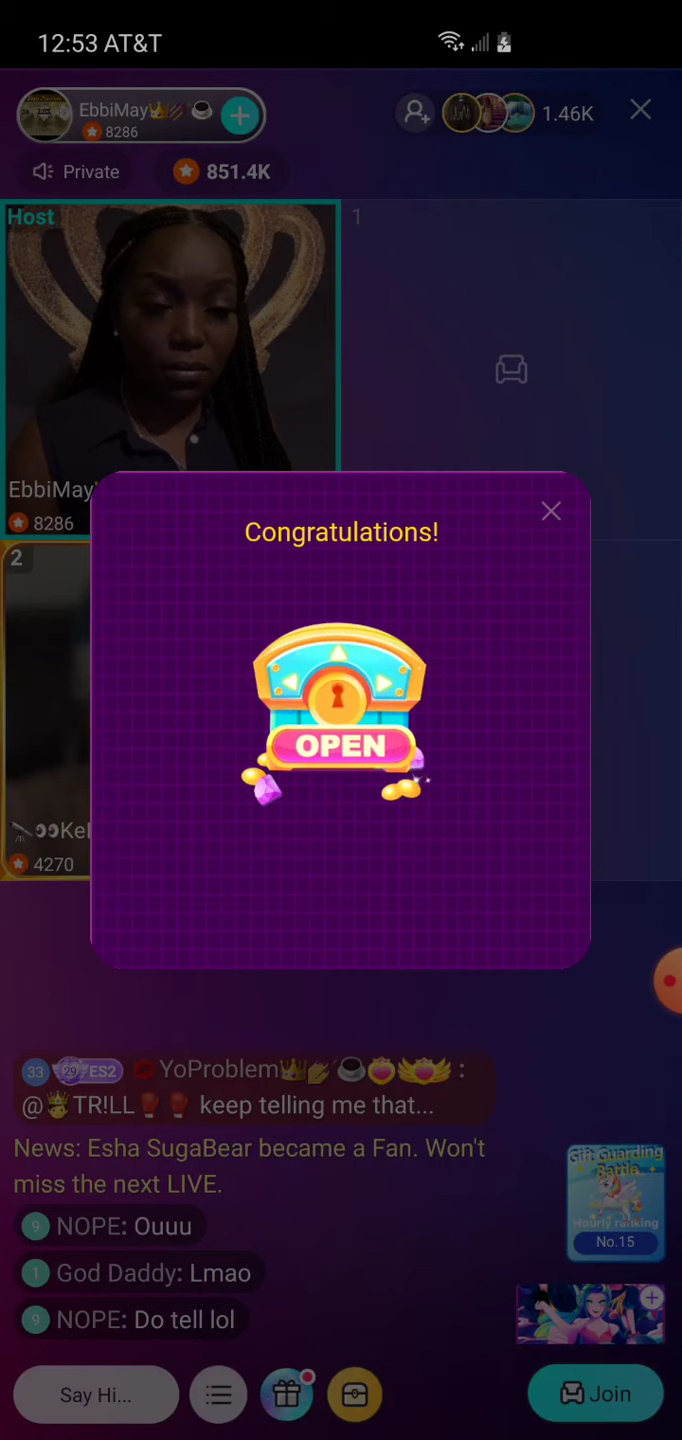 12:53 AT&T
EbbiMay
8286
1.46K
Private
851.4K
Host
1
EbbiMay
8286
Congratulations!
2
OPEN
4270
33 29 ES2 YoProblem :
@TR!LL keep telling me that...
News: Esha SugaBear became a Fan. Won't
miss the next LIVE.
9 NOPE: Ouuu
1 God Daddy: Lmao
9 NOPE: Do tell lol
Gift Guarding
Battle
Hourly ranking
No.15
Say Hi...
Join